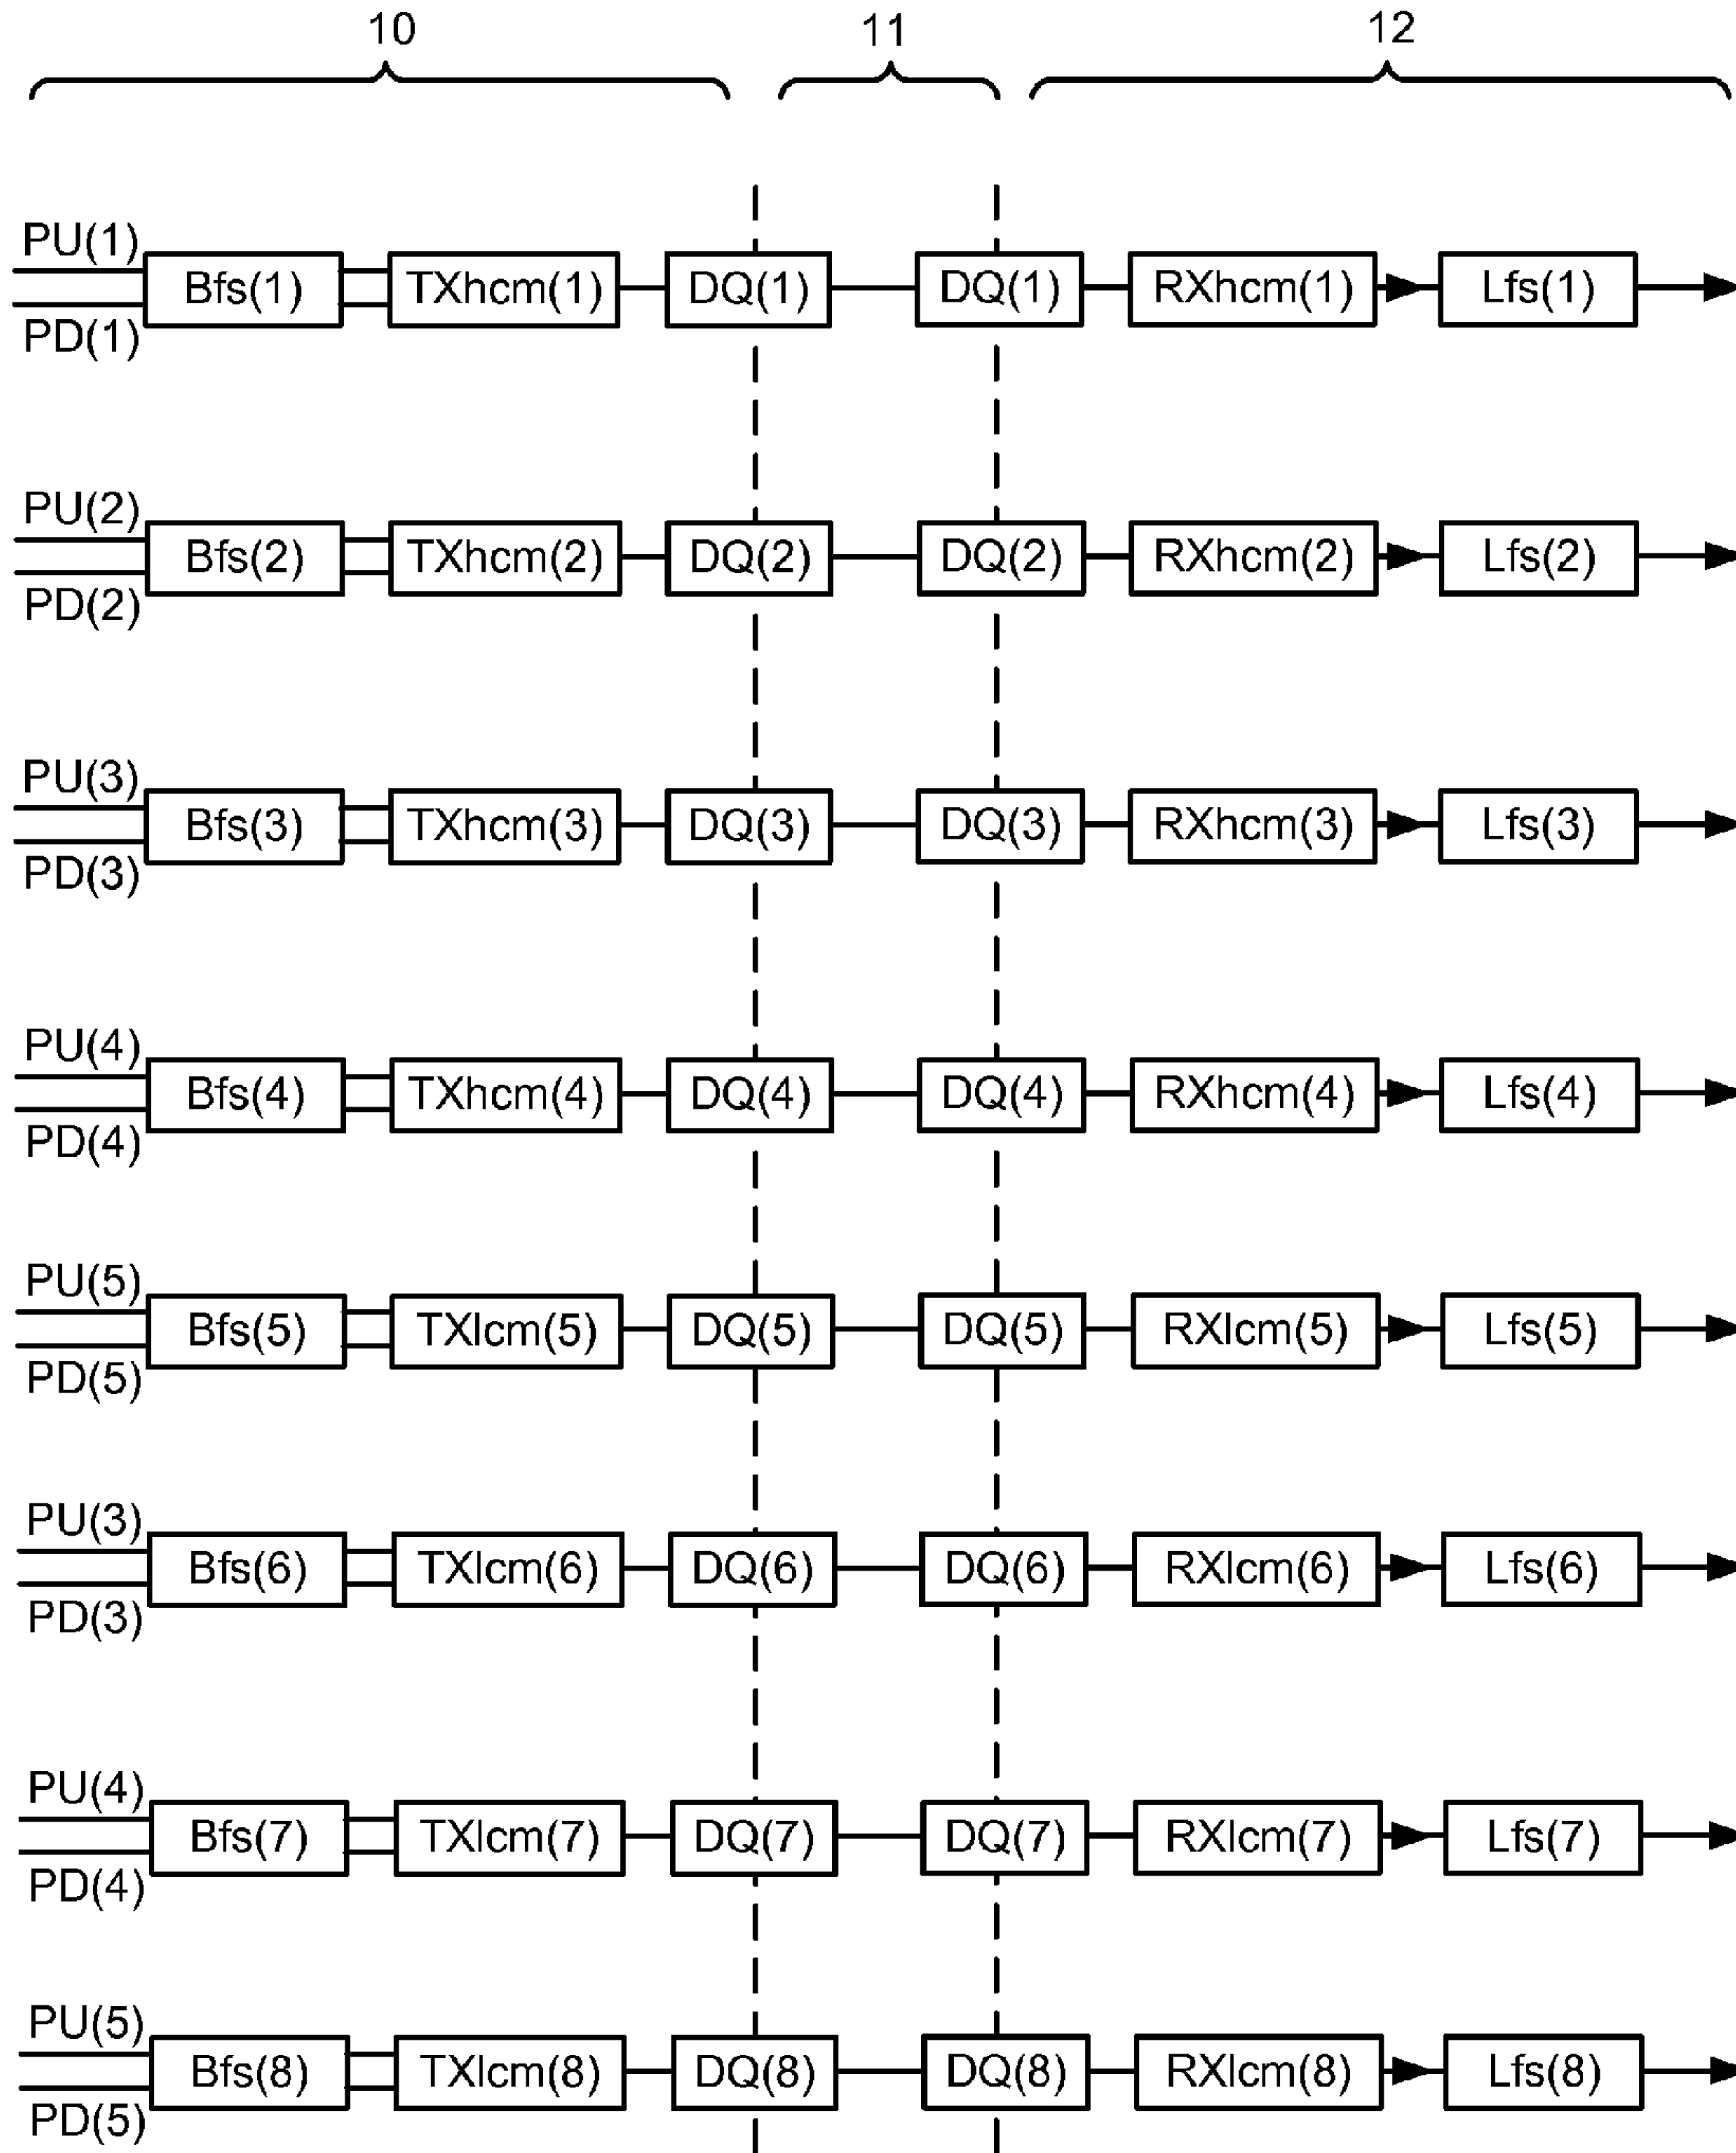 10 11 12
PU(1)
Bfs(1) TXhcm(1) DQ(1) DQ(1) RXhcm(1) Lfs(1)
PD(1)
PU(2)
Bfs(2) TXhcm(2) DQ(2) DQ(2) RXhcm(2) Lfs(2)
PD(2)
PU(3)
Bfs(3) TXhcm(3) DQ(3) DQ(3) RXhcm(3) Lfs(3)
PD(3)
PU(4)
Bfs(4) TXhcm(4) DQ(4) DQ(4) RXhcm(4) Lfs(4)
PD(4)
PU(5)
Bfs(5) TXlcm(5) DQ(5) DQ(5) RXlcm(5) Lfs(5)
PD(5)
PU(3)
Bfs(6) TXlcm(6) DQ(6) DQ(6) RXlcm(6) Lfs(6)
PD(3)
PU(4)
Bfs(7) TXlcm(7) DQ(7) DQ(7) RXlcm(7) Lfs(7)
PD(4)
PU(5)
Bfs(8) TXlcm(8) DQ(8) DQ(8) RXlcm(8) Lfs(8)
PD(5)